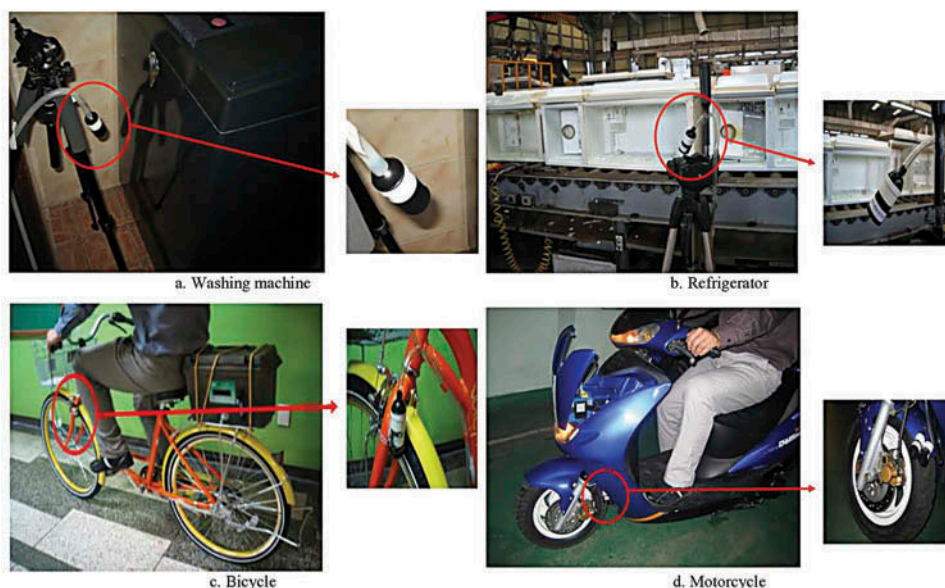 a. Washing machine
b. Refrigerator
c. Bicycle
d. Motorcycle